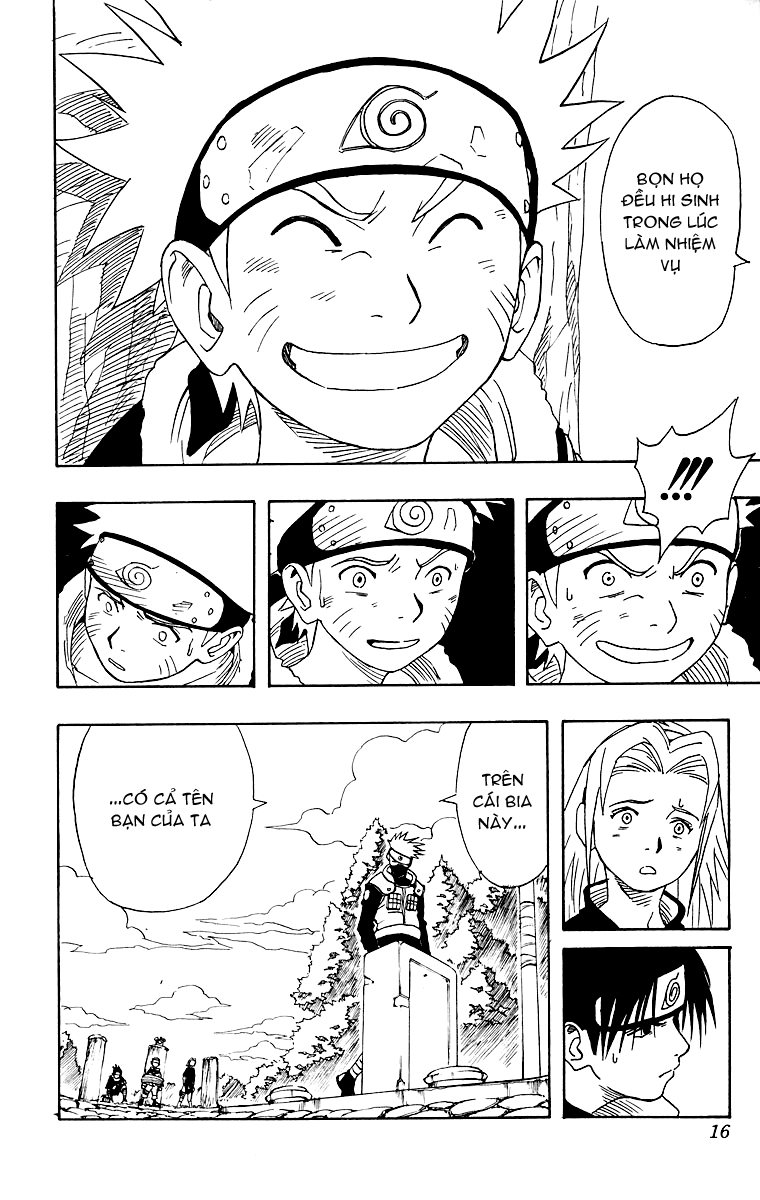 BỌN HỌ
ĐỀU HI SINH
TRONG LÚC
LÀM NHIỆM
VỤ
!!!
TRÊN
CÁI BIA
NÀY...
...CÓ CẢ TÊN
BẠN CỦA TA
16